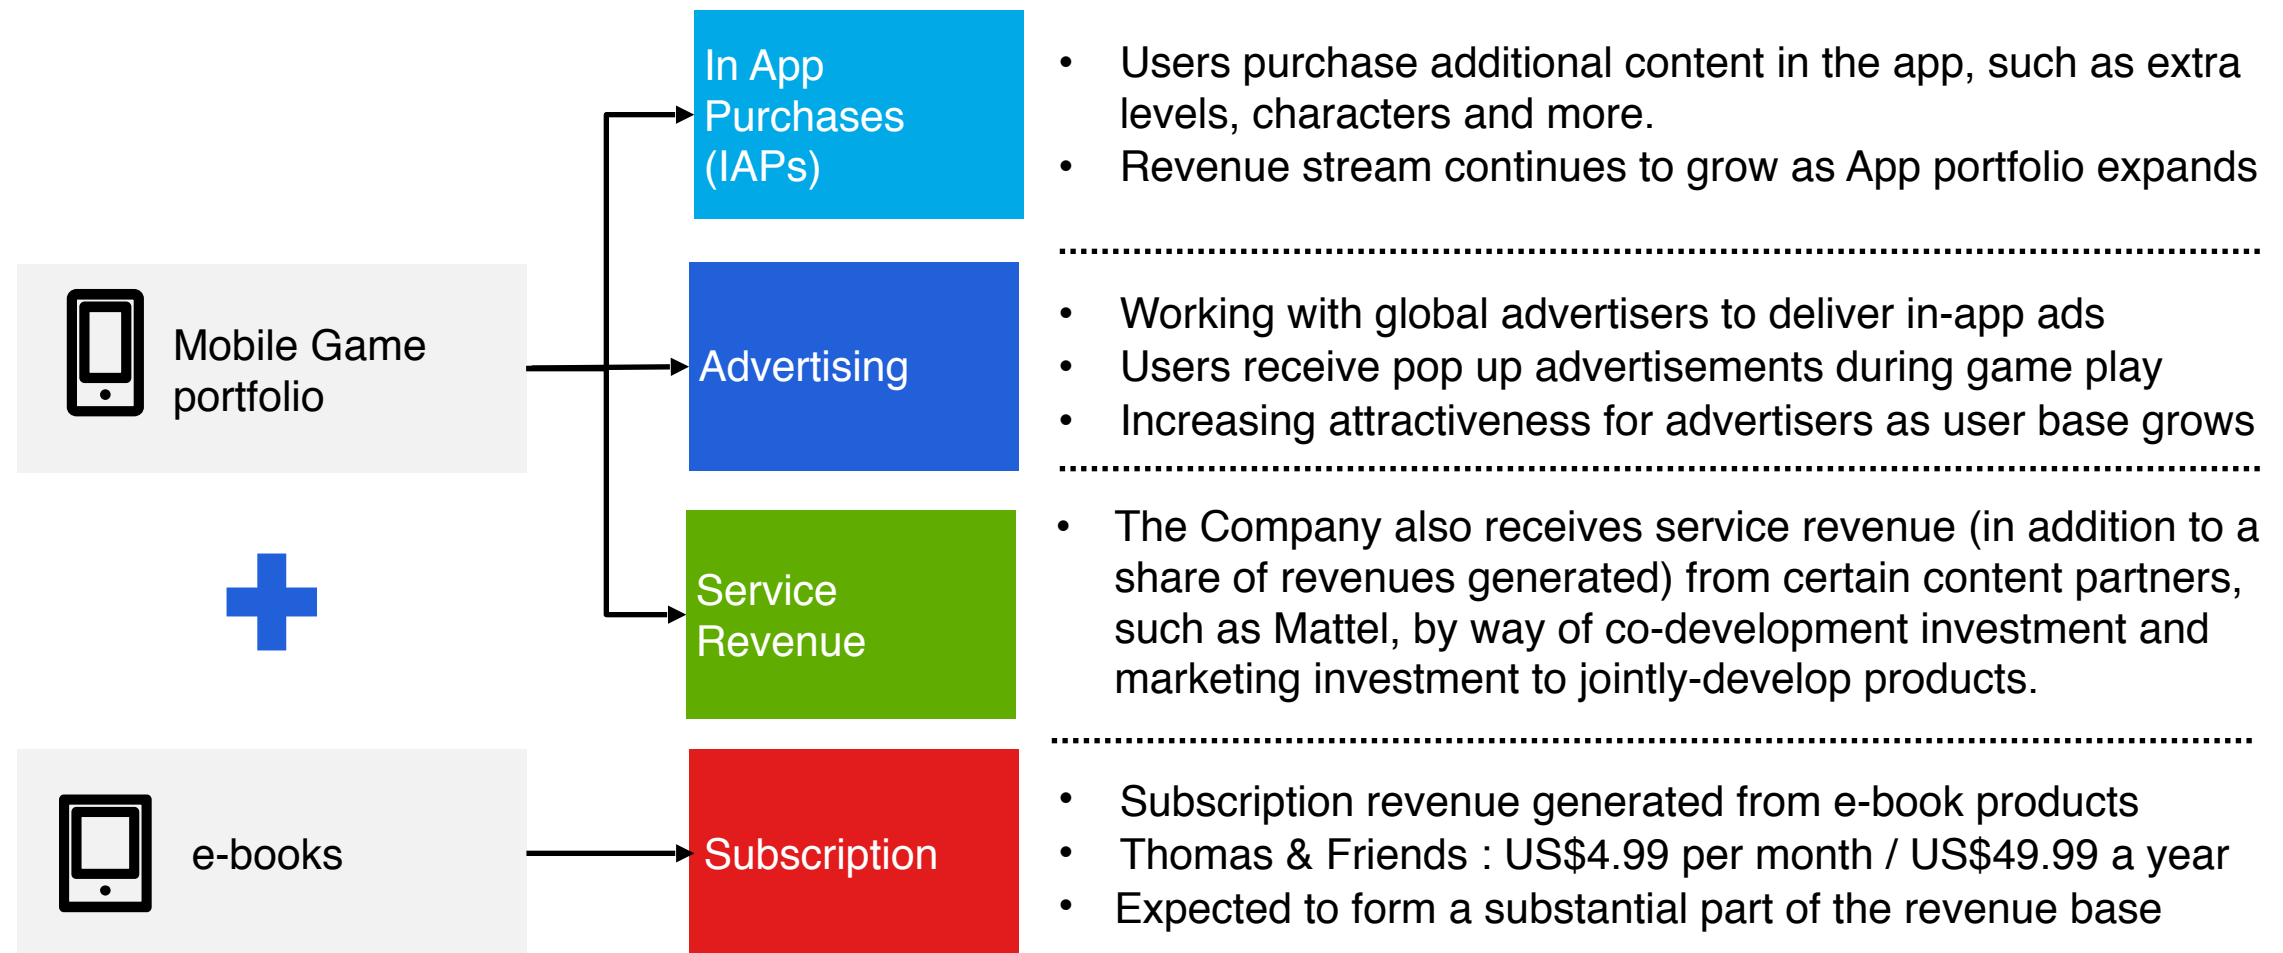 In App
Purchases
(IAPs)
• Users purchase additional content in the app, such as extra
levels, characters and more.
• Revenue stream continues to grow as App portfolio expands
Mobile Game
portfolio
Advertising
• Working with global advertisers to deliver in-app ads
• Users receive pop up advertisements during game play
• Increasing attractiveness for advertisers as user base grows
Service
Revenue
• The Company also receives service revenue (in addition to a
share of revenues generated) from certain content partners,
such as Mattel, by way of co-development investment and
marketing investment to jointly-develop products.
e-books
Subscription
• Subscription revenue generated from e-book products
• Thomas & Friends : US$4.99 per month / US$49.99 a year
• Expected to form a substantial part of the revenue base